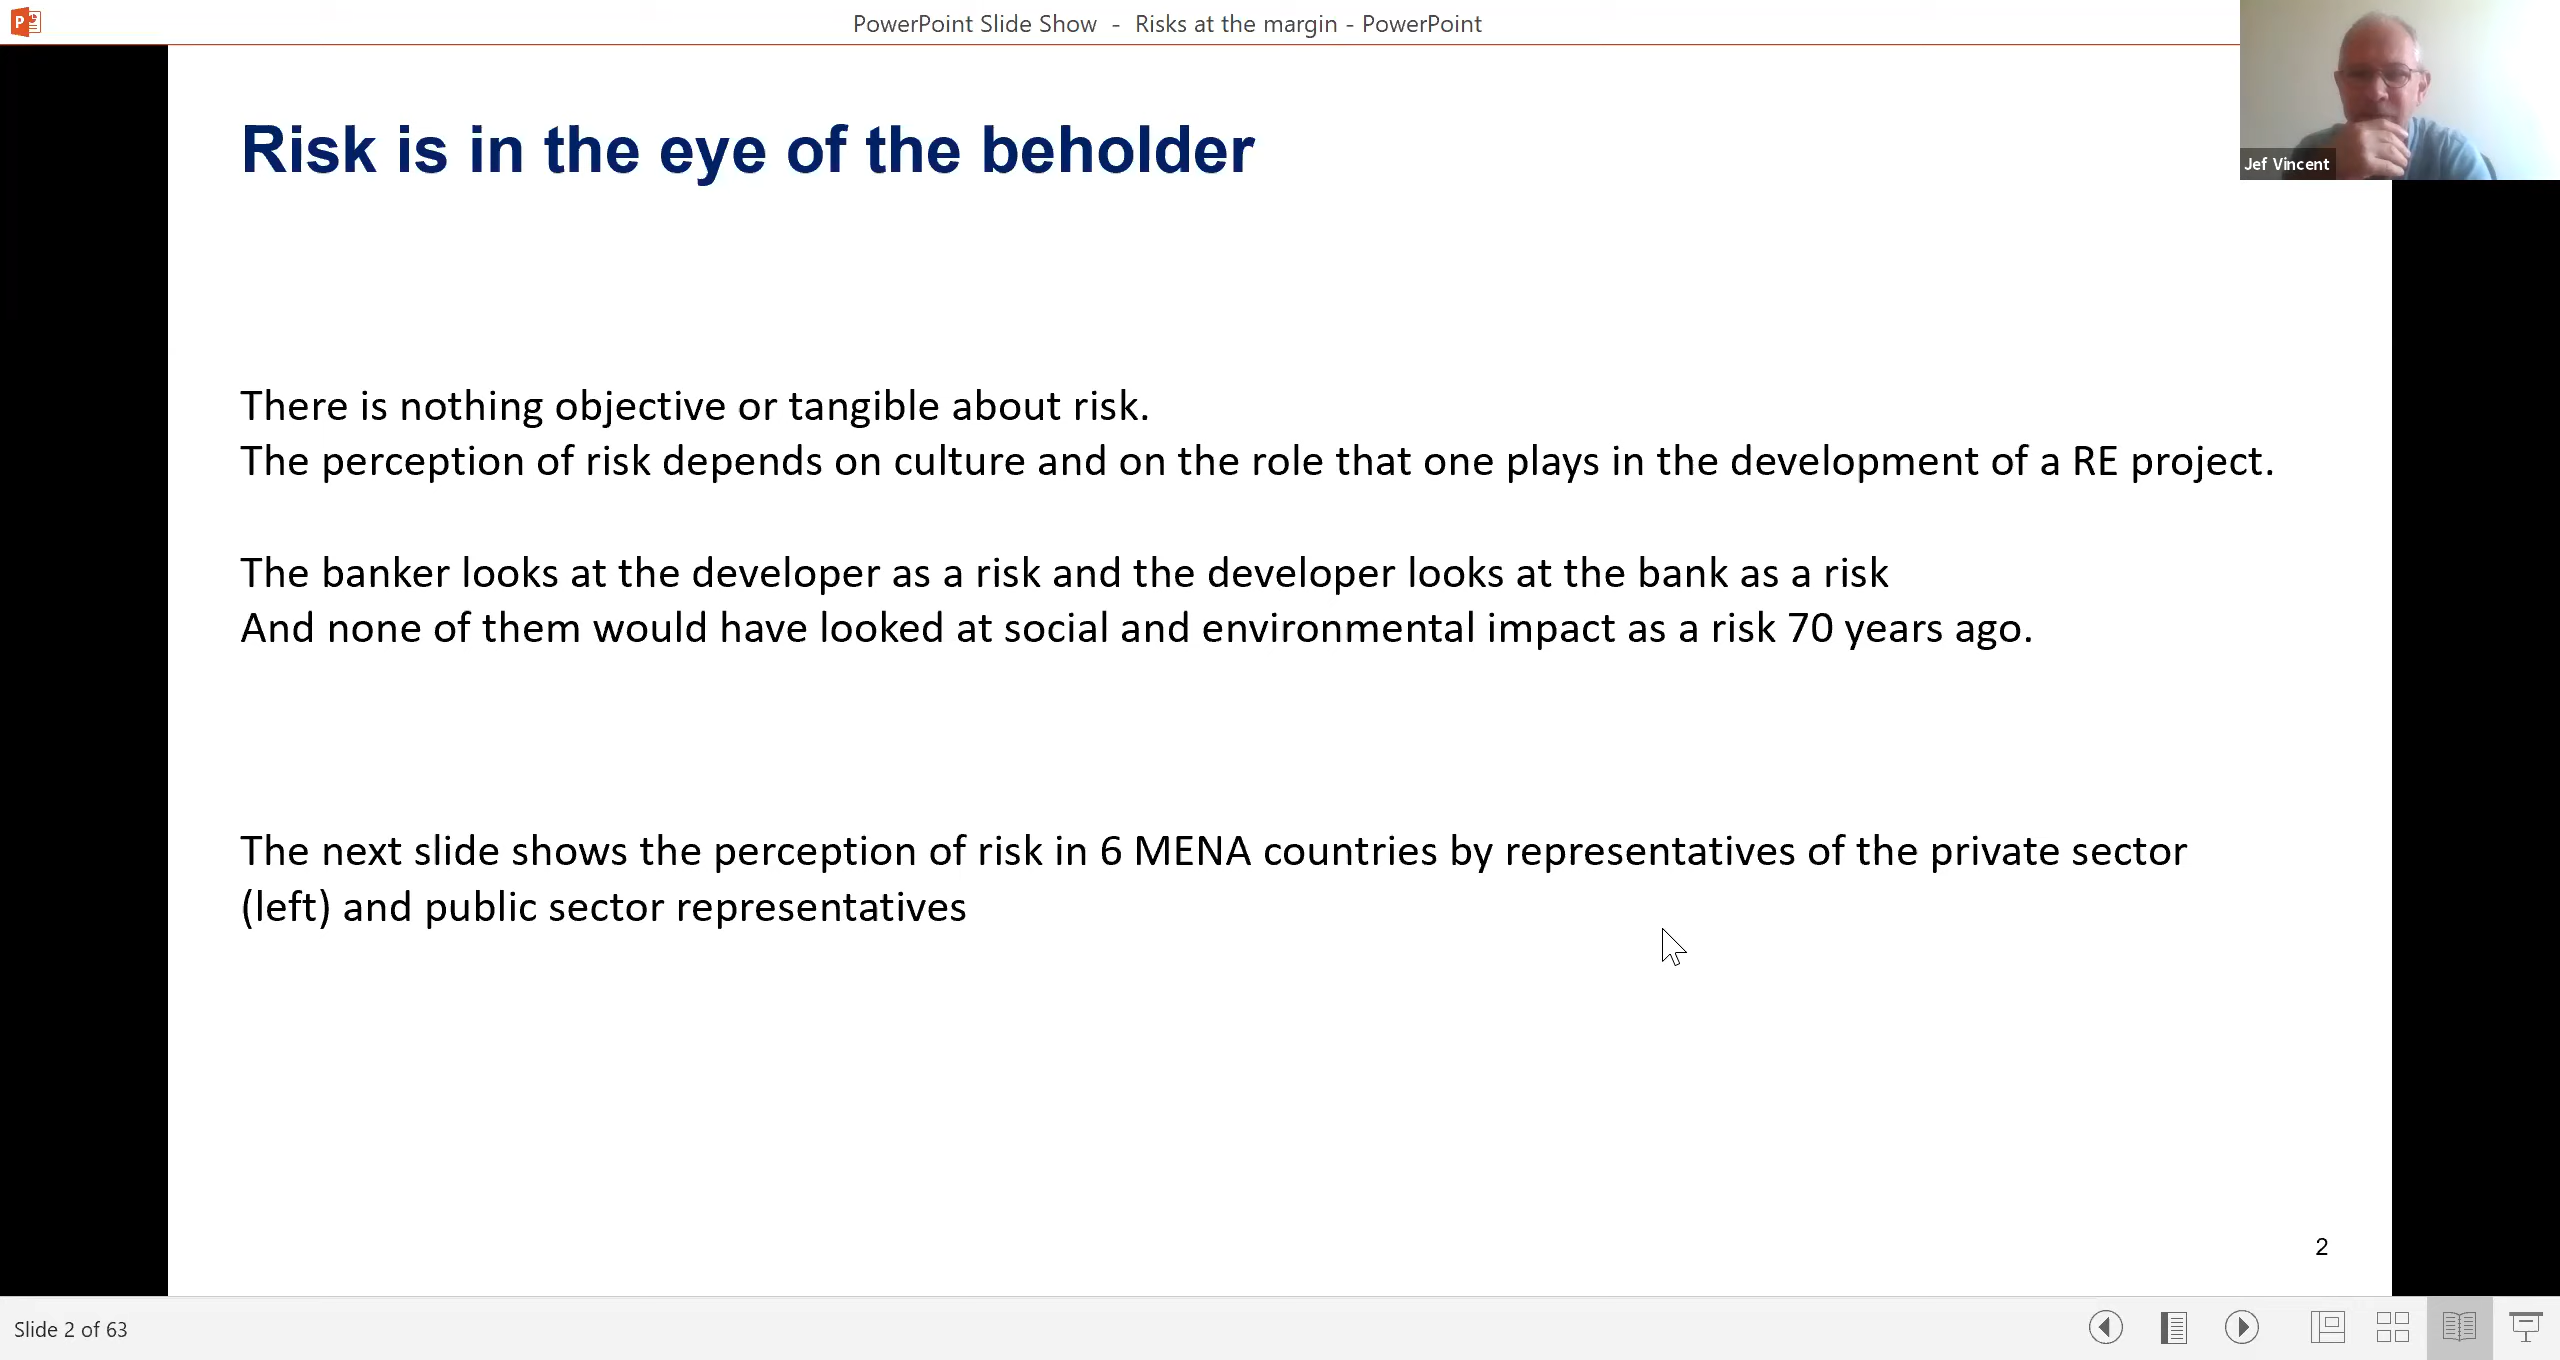 PowerPoint Slide Show - Risks at the margin - PowerPoint
Jef Vincent
Risk is in the eye of the beholder
There is nothing objective or tangible about risk.
The perception of risk depends on culture and on the role that one plays in the development of a RE project.
The banker looks at the developer as a risk and the developer looks at the bank as a risk
And none of them would have looked at social and environmental impact as a risk 70 years ago.
The next slide shows the perception of risk in 6 MENA countries by representatives of the private sector
(left) and public sector representatives
2
Slide 2 of 63